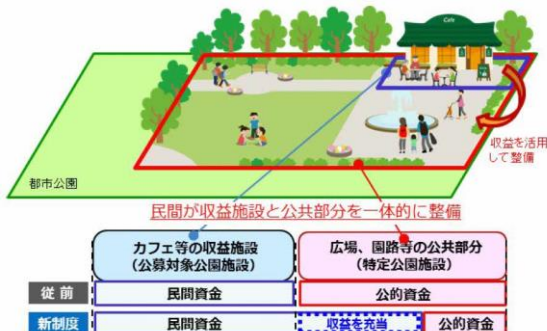 Cafe
収益を活用
して整備
都市公園
民間が収益施設と公共部分を一体的に整備
カフェ等の収益施設
(公募対象公園施設)
広場、園路等の公共部分
(特定公園施設)
従前
民間資金
公的資金
新制度
民間資金
収益を充当
公的資金